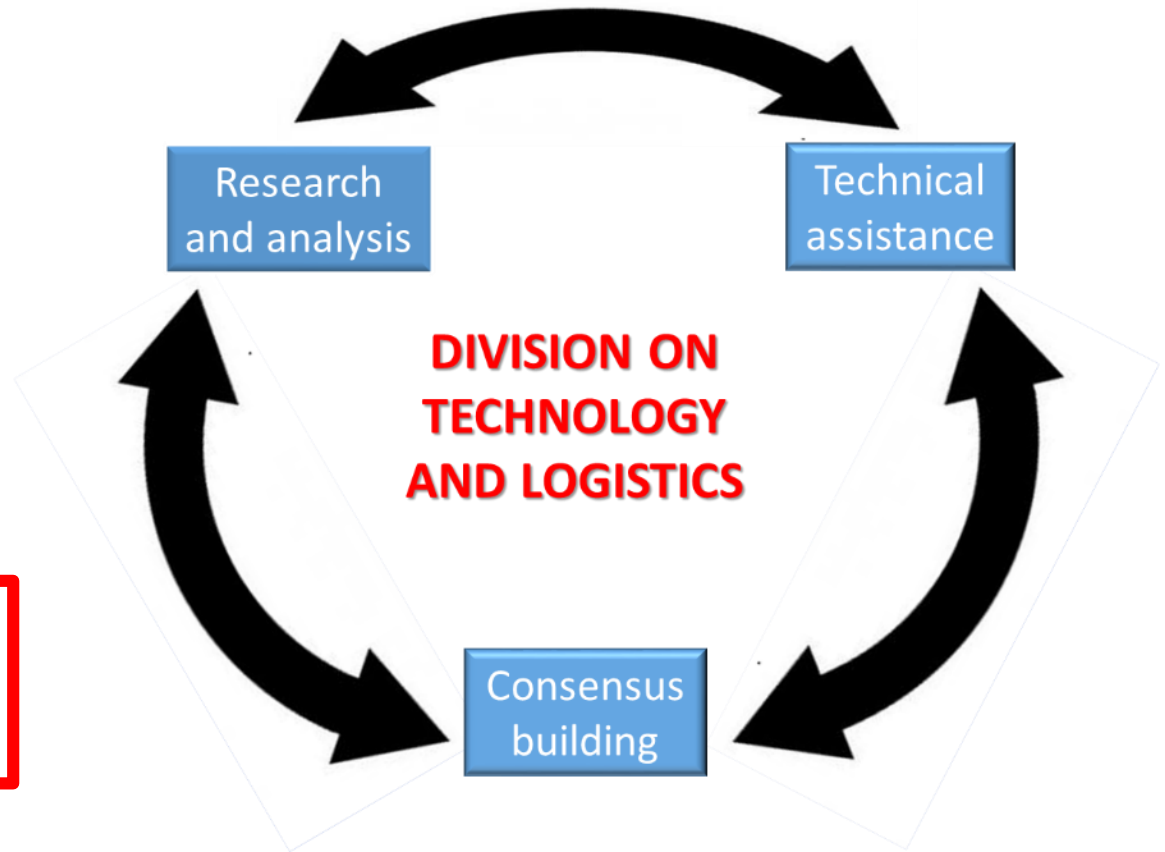 Research
and analysis
Technical
assistance
DIVISION ON
TECHNOLOGY
AND LOGISTICS
Consensus
building